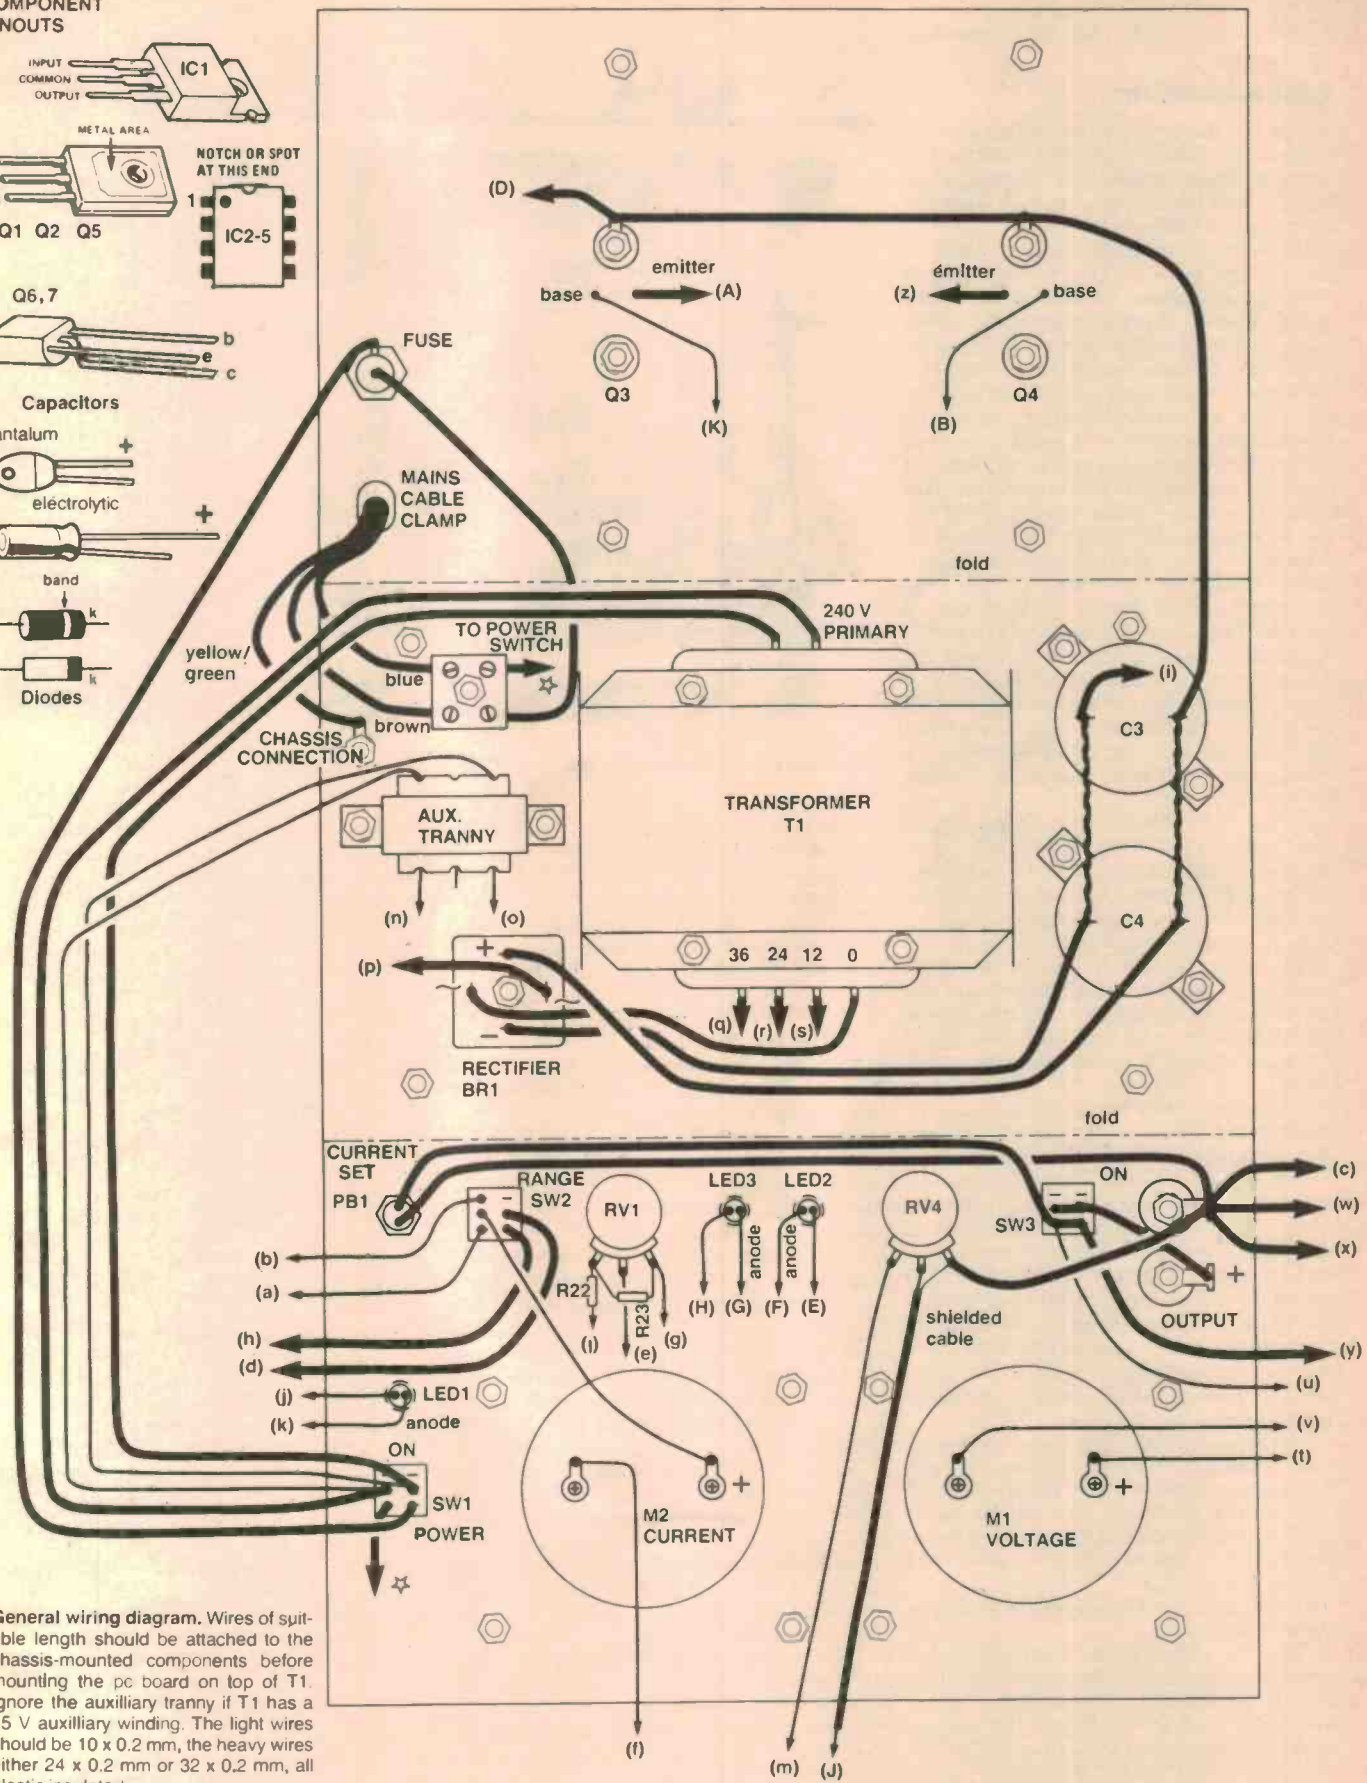 COMPONENT
PINOUTS
INPUT
COMMON
OUTPUT
IC1
METAL AREA
NOTCH OR SPOT
AT THIS END
1
IC2-5
Q1 Q2 Q5
Q6,7
b
e
c
Capacitors
tantalum
+
electrolytic
+
band
k
k
Diodes
(D)
emitter
(A)
base
émitter
(z)
base
Q3
(K)
Q4
(B)
FUSE
MAINS
CABLE
CLAMP
fold
240 V
PRIMARY
TO POWER
SWITCH
☆
yellow/
green
blue
brown
CHASSIS
CONNECTION
(i)
C3
AUX.
TRANNY
TRANSFORMER
T1
(n)
(o)
C4
36 24 12 0
+
(p)
−
(q)
(r)
(s)
RECTIFIER
BR1
fold
CURRENT
SET
PB1
RANGE
SW2
RV1
LED3
LED2
RV4
ON
SW3
(c)
(w)
(x)
(b)
(a)
R22
R23
anode
anode
(H) (G) (F) (E)
shielded
cable
+
OUTPUT
(h)
(d)
(l)
(e)
(g)
(y)
(j)
LED1
(k)
anode
(u)
(v)
(t)
ON
SW1
POWER
☆
+
M2
CURRENT
+
M1
VOLTAGE
(f)
(m)
(J)
General wiring diagram. Wires of suit-
able length should be attached to the
chassis-mounted components before
mounting the pc board on top of T1.
Ignore the auxilliary tranny if T1 has a
5 V auxilliary winding. The light wires
should be 10 x 0.2 mm, the heavy wires
either 24 x 0.2 mm or 32 x 0.2 mm, all